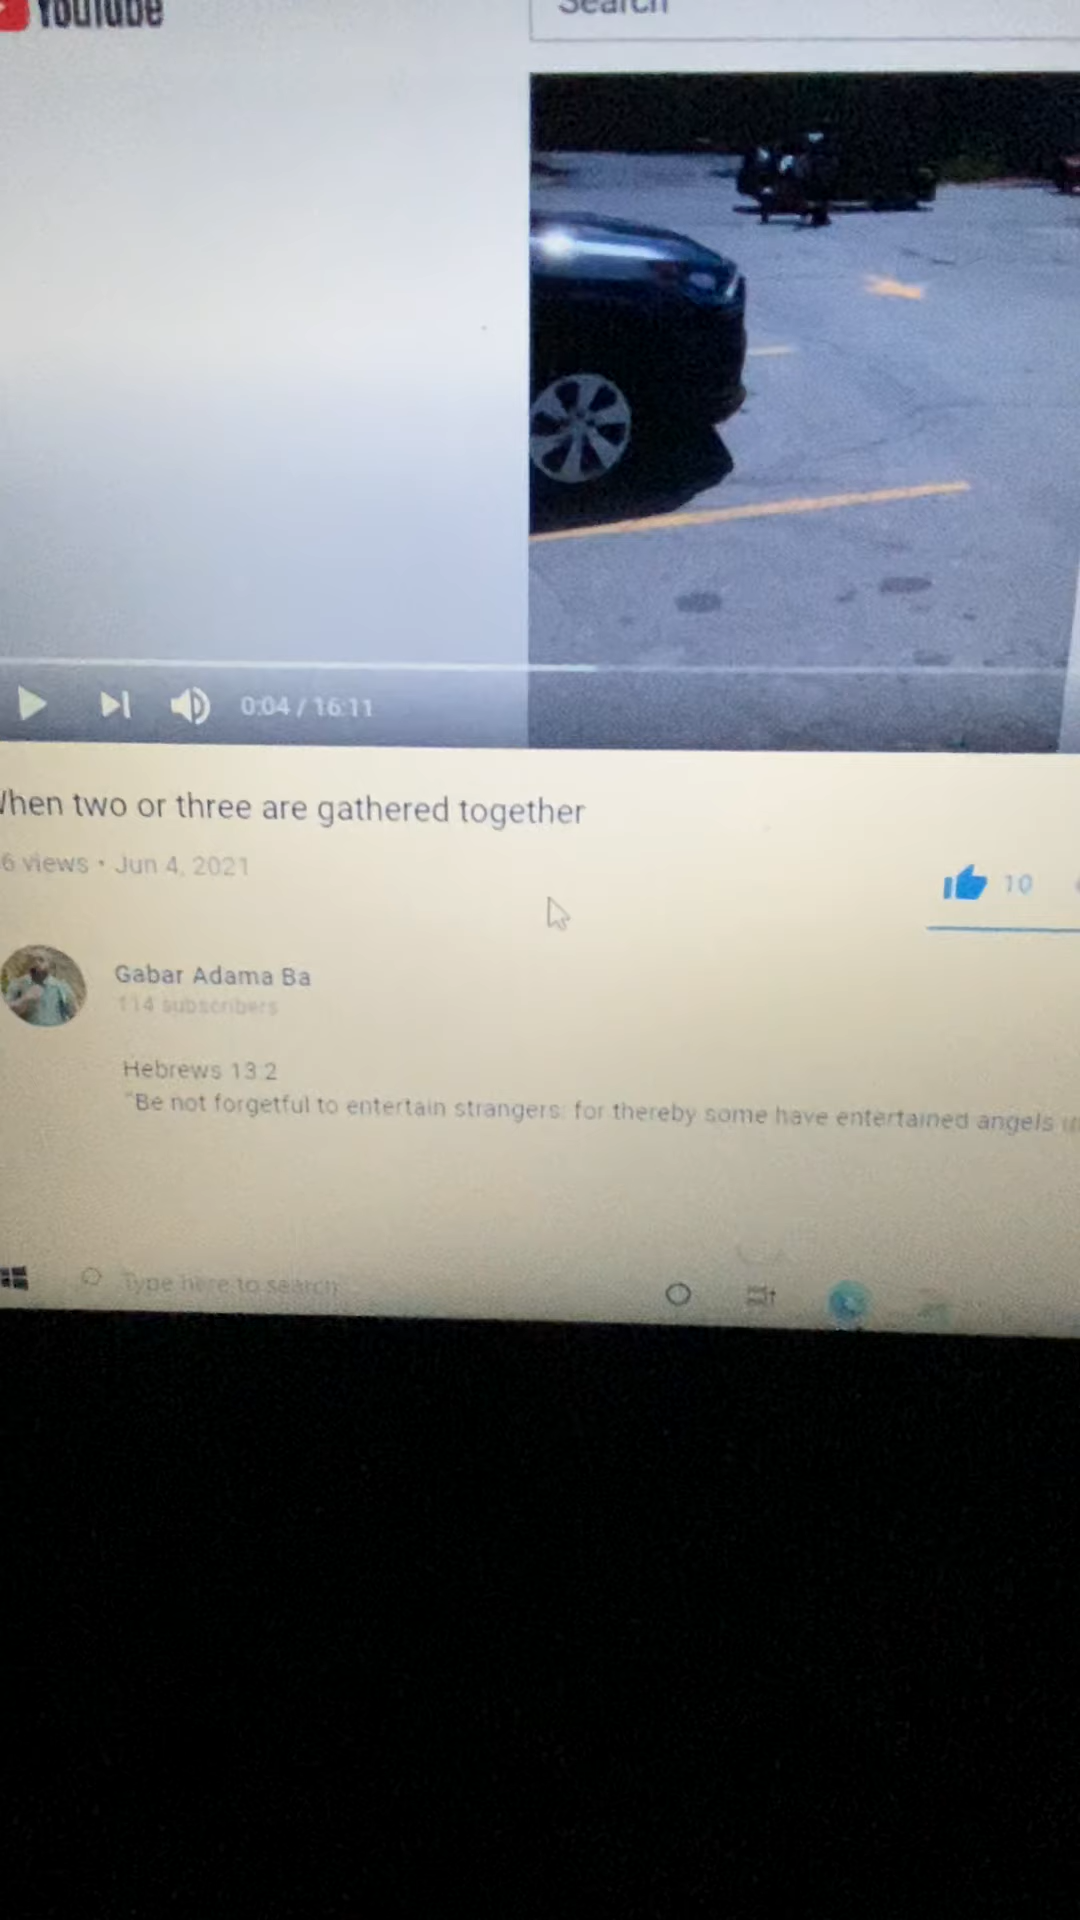 YouTube
Search
0:04 / 16:11
When two or three are gathered together
6 views • Jun 4, 2021
10
Gabar Adama Ba
114 subscribers
Hebrews 13:2
"Be not forgetful to entertain strangers: for thereby some have entertained angels
Type here to search